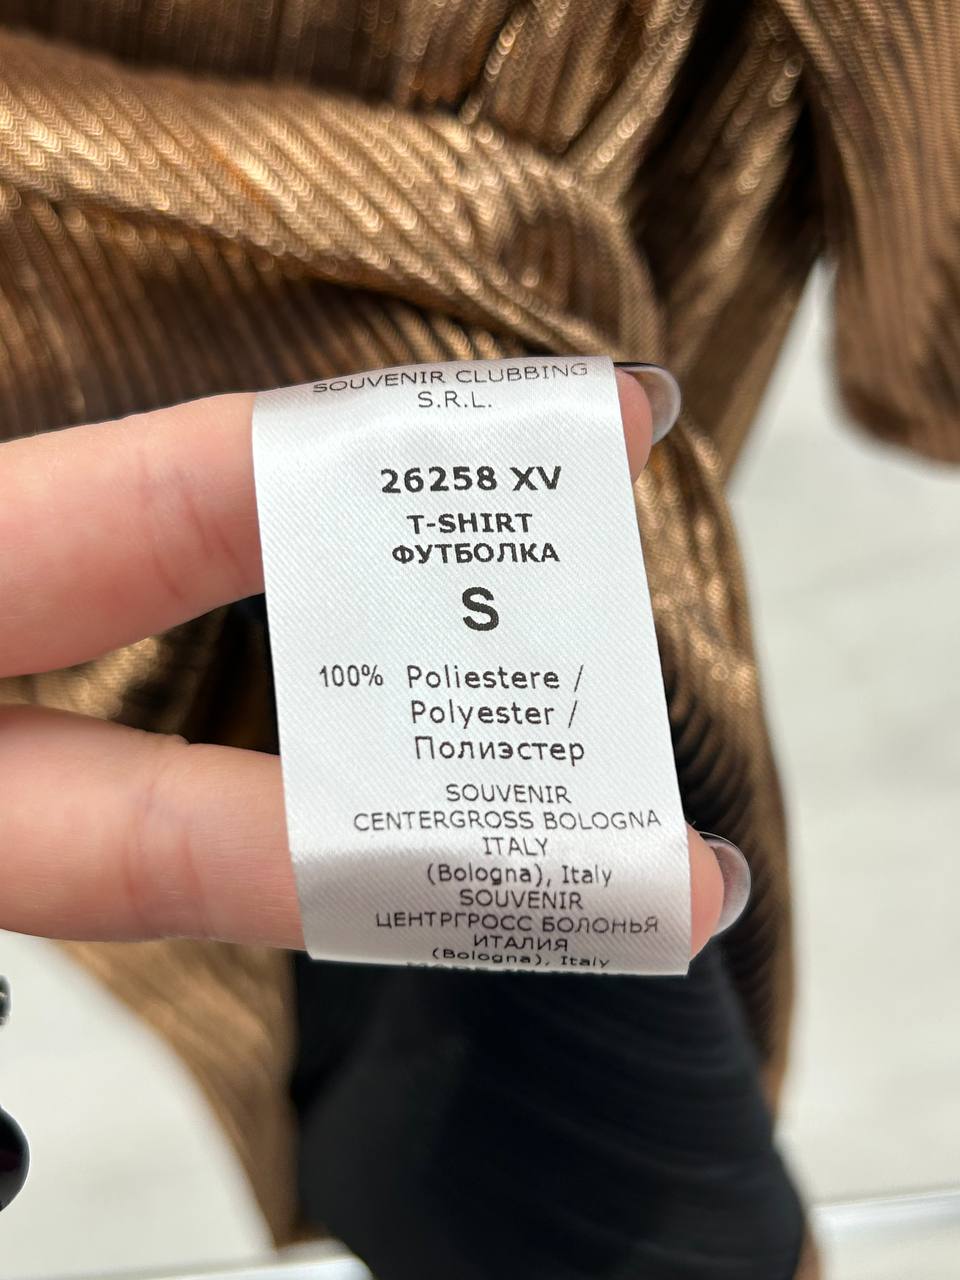 SOUVENIR CLUBBING
S.R.L.
26258 XV
T-SHIRT
ФУТБОЛКА
S
100% Poliestere /
Polyester /
Полиэстер
SOUVENIR
CENTERGROSS BOLOGNA
ITALY
(Bologna), Italy
SOUVENIR
ЦЕНТРГРОСС БОЛОНЬЯ
ИТАЛИЯ
(Bologna), Italy